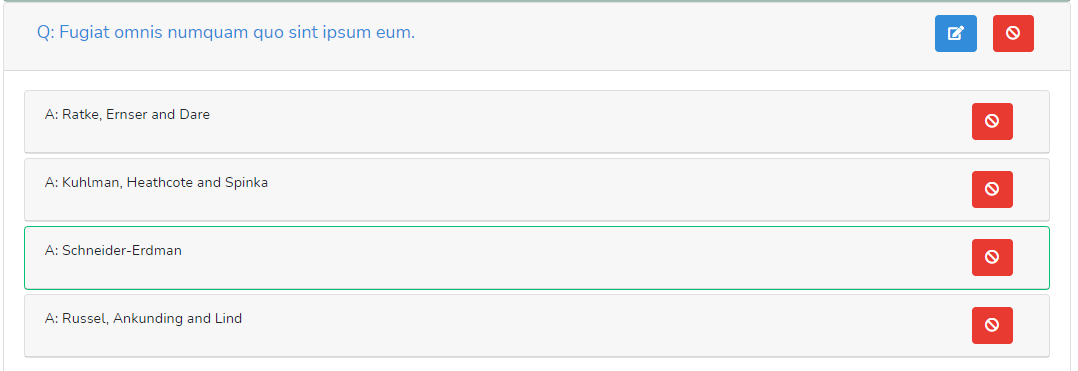 Q: Fugiat omnis numquam quo sint ipsum eum.
A: Ratke, Ernser and Dare
A: Kuhlman, Heathcote and Spinka
A: Schneider-Erdman
A: Russel, Ankunding and Lind